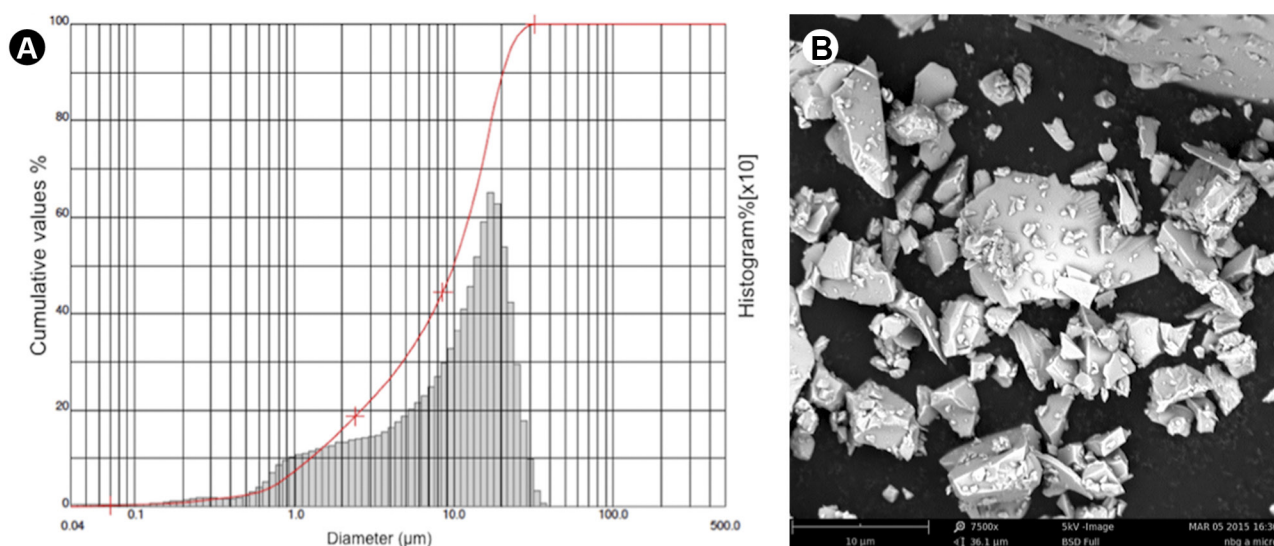 A
Cumulative values %
100
80
60
40
20
0
0.04
0.1
1.0
10.0
100.0
500.0
Diameter (µm)
Histogram%[x10]
B
10 µm
7500x
5kV -Image
MAR 05 2015 16:3
36.1 µm
BSD Full
nbg a micr